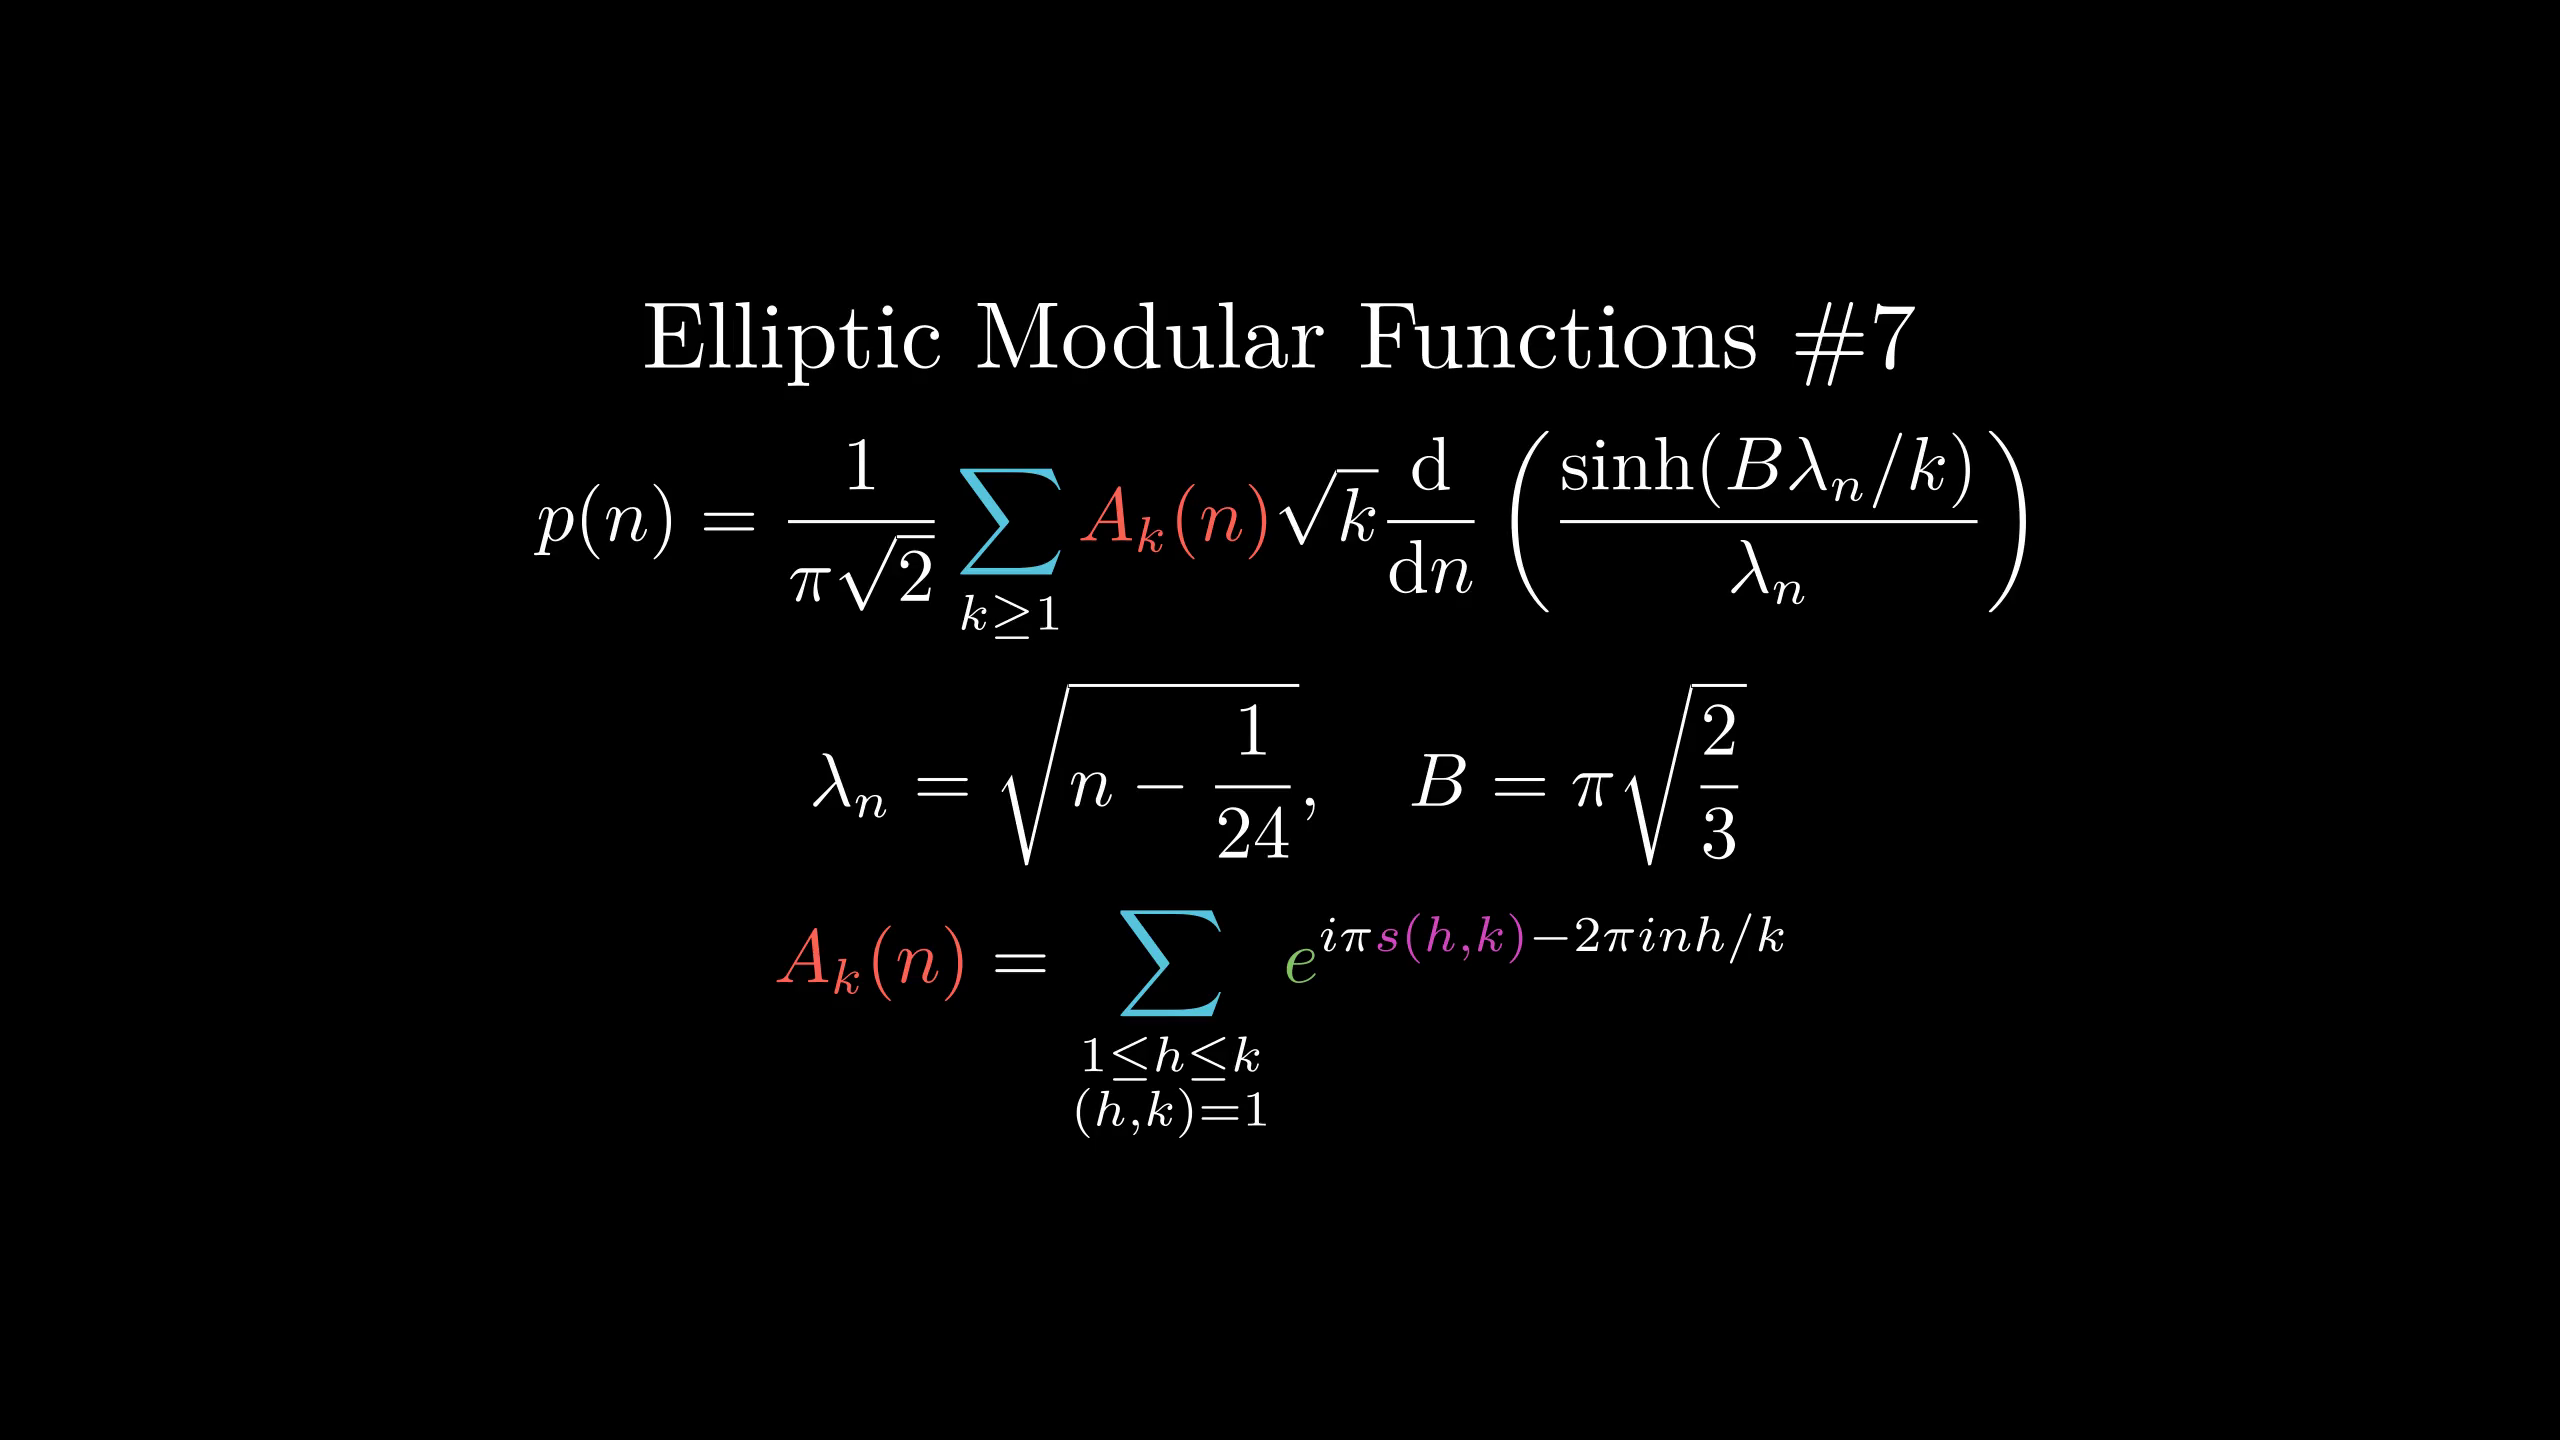 Elliptic Modular Functions #7
p(n) = \frac{1}{\pi\sqrt{2}} \sum_{k \geq 1} A_k(n) \sqrt{k} \frac{\mathrm{d}}{\mathrm{d}n} \left( \frac{\sinh(B\lambda_n/k)}{\lambda_n} \right)
\lambda_n = \sqrt{n - \frac{1}{24}}, \quad B = \pi\sqrt{\frac{2}{3}}
A_k(n) = \sum_{\substack{1 \leq h \leq k \\ (h,k)=1}} e^{i\pi s(h,k) - 2\pi inh/k}